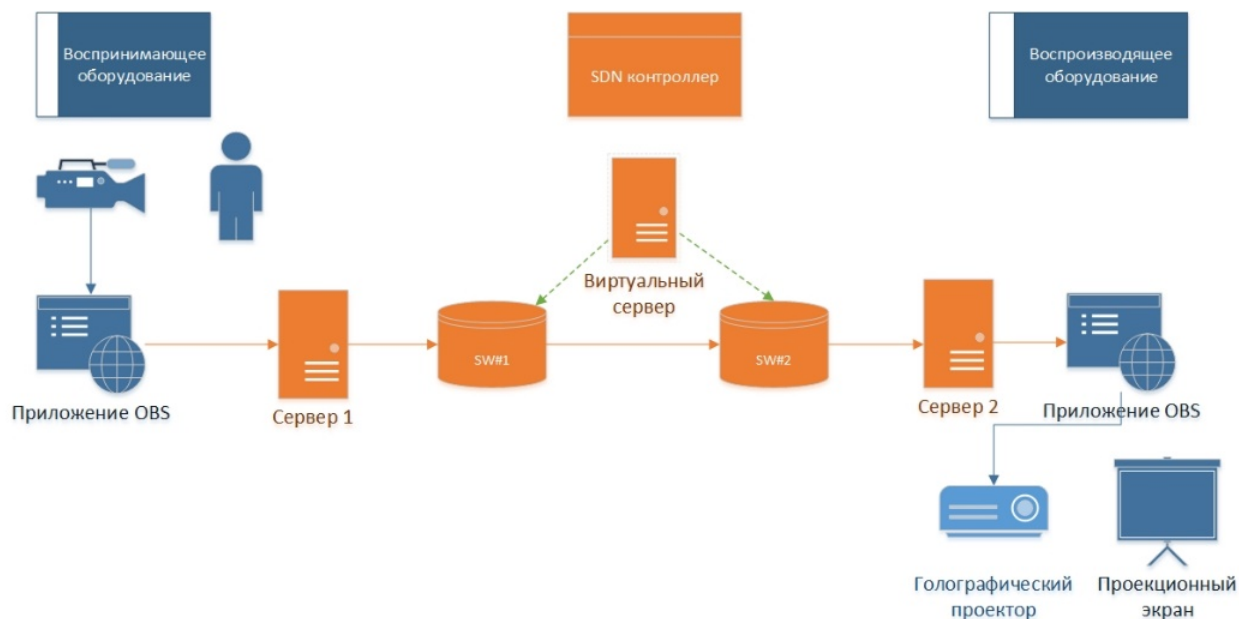 Воспринимающее
оборудование
SDN контроллер
Воспроизводящее
оборудование
Виртуальный
сервер
SW#1
SW#2
Приложение OBS
Сервер 1
Сервер 2
Приложение OBS
Голографический
проектор
Проекционный
экран